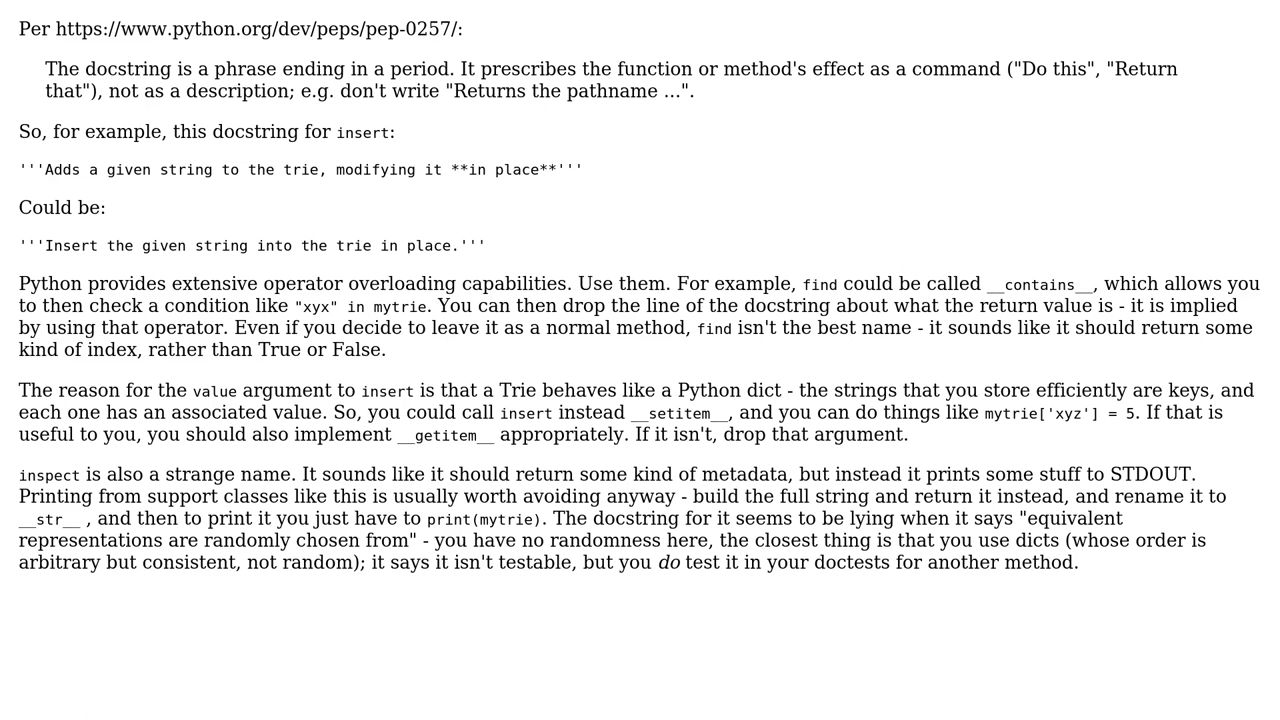 Per https://www.python.org/dev/peps/pep-0257/:
The docstring is a phrase ending in a period. It prescribes the function or method's effect as a command ("Do this", "Return
that"), not as a description; e.g. don't write "Returns the pathname ...".
So, for example, this docstring for insert:
'''Adds a given string to the trie, modifying it **in place**'''
Could be:
'''Insert the given string into the trie in place.'''
Python provides extensive operator overloading capabilities. Use them. For example, find could be called __contains__, which allows you
to then check a condition like "xyx" in mytrie. You can then drop the line of the docstring about what the return value is - it is implied
by using that operator. Even if you decide to leave it as a normal method, find isn't the best name - it sounds like it should return some
kind of index, rather than True or False.
The reason for the value argument to insert is that a Trie behaves like a Python dict - the strings that you store efficiently are keys, and
each one has an associated value. So, you could call insert instead __setitem__, and you can do things like mytrie['xyz'] = 5. If that is
useful to you, you should also implement __getitem__ appropriately. If it isn't, drop that argument.
inspect is also a strange name. It sounds like it should return some kind of metadata, but instead it prints some stuff to STDOUT.
Printing from support classes like this is usually worth avoiding anyway - build the full string and return it instead, and rename it to
__str__ , and then to print it you just have to print(mytrie). The docstring for it seems to be lying when it says "equivalent
representations are randomly chosen from" - you have no randomness here, the closest thing is that you use dicts (whose order is
arbitrary but consistent, not random); it says it isn't testable, but you do test it in your doctests for another method.